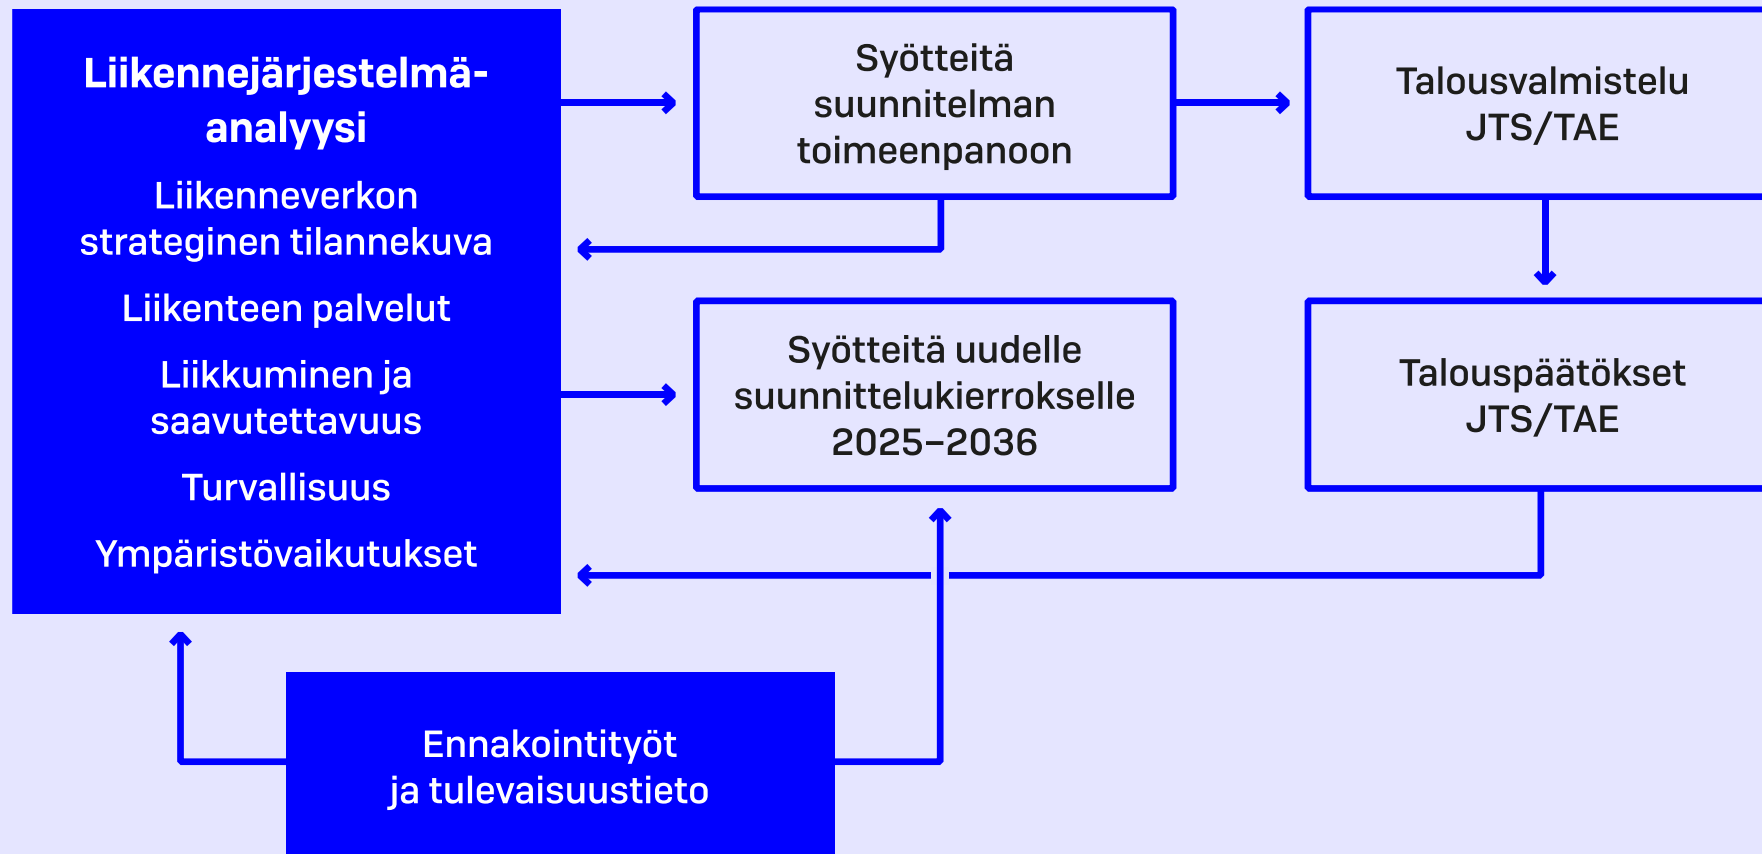 Liikennejärjestelmä-
analyysi
Liikenneverkon
strateginen tilannekuva
Liikenteen palvelut
Liikkuminen ja
saavutettavuus
Turvallisuus
Ympäristövaikutukset
Syötteitä
suunnitelman
toimeenpanoon
Talousvalmistelu
JTS/TAE
Syötteitä uudelle
suunnittelukierrokselle
2025–2036
Talouspäätökset
JTS/TAE
Ennakointityöt
ja tulevaisuustieto